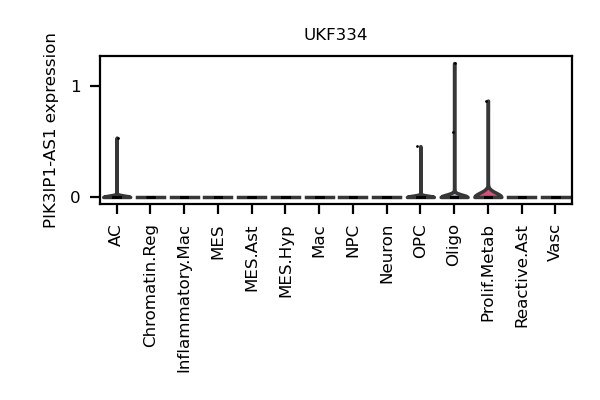 UKF334
PIK3IP1-AS1 expression
1
0
AC
Chromatin.Reg
Inflammatory.Mac
MES
MES.Ast
MES.Hyp
Mac
NPC
Neuron
OPC
Oligo
Prolif.Metab
Reactive.Ast
Vasc